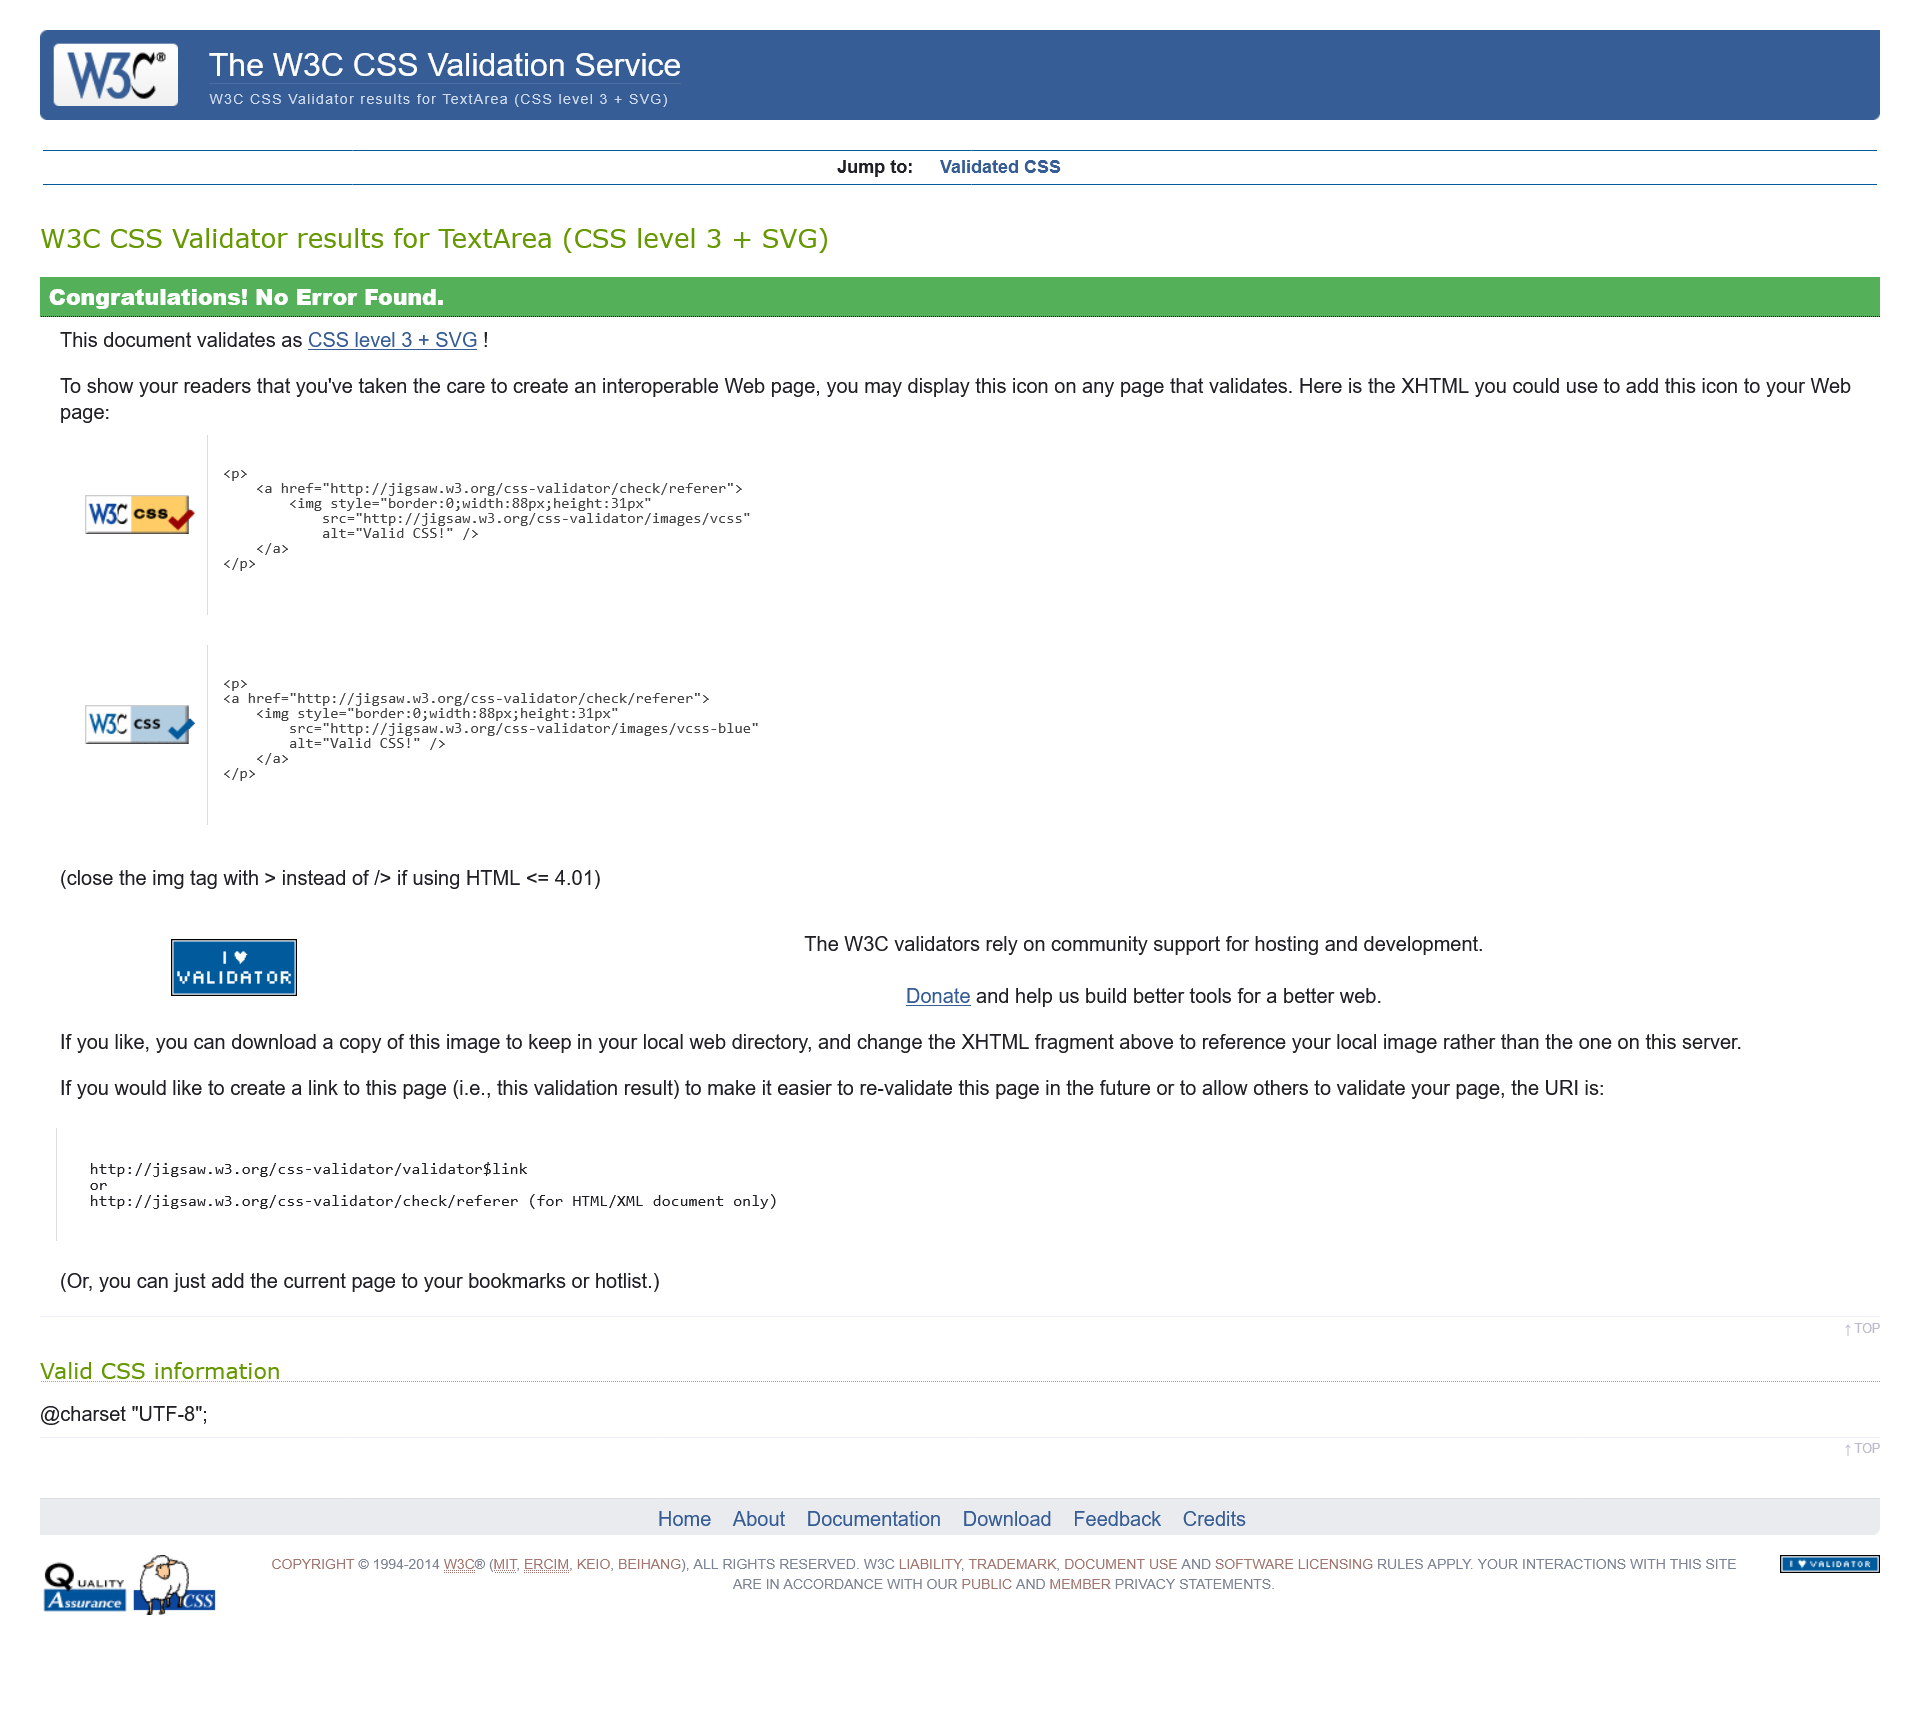 W3C®
The W3C CSS Validation Service
W3C CSS Validator results for TextArea (CSS level 3 + SVG)
Jump to: Validated CSS
W3C CSS Validator results for TextArea (CSS level 3 + SVG)
Congratulations! No Error Found.
This document validates as CSS level 3 + SVG !
To show your readers that you've taken the care to create an interoperable Web page, you may display this icon on any page that validates. Here is the XHTML you could use to add this icon to your Web
page:
W3C css
<p>
    <a href="http://jigsaw.w3.org/css-validator/check/referer">
        <img style="border:0;width:88px;height:31px"
            src="http://jigsaw.w3.org/css-validator/images/vcss"
            alt="Valid CSS!" />
    </a>
</p>
W3C css
<p>
<a href="http://jigsaw.w3.org/css-validator/check/referer">
    <img style="border:0;width:88px;height:31px"
        src="http://jigsaw.w3.org/css-validator/images/vcss-blue"
        alt="Valid CSS!" />
    </a>
</p>
(close the img tag with > instead of /> if using HTML <= 4.01)
I ♥
VALIDATOR
The W3C validators rely on community support for hosting and development.
Donate and help us build better tools for a better web.
If you like, you can download a copy of this image to keep in your local web directory, and change the XHTML fragment above to reference your local image rather than the one on this server.
If you would like to create a link to this page (i.e., this validation result) to make it easier to re-validate this page in the future or to allow others to validate your page, the URI is:
http://jigsaw.w3.org/css-validator/validator$link
or
http://jigsaw.w3.org/css-validator/check/referer (for HTML/XML document only)
(Or, you can just add the current page to your bookmarks or hotlist.)
↑ TOP
Valid CSS information
@charset "UTF-8";
↑ TOP
Home About Documentation Download Feedback Credits
Quality
Assurance
CSS
COPYRIGHT © 1994-2014 W3C® (MIT, ERCIM, KEIO, BEIHANG), ALL RIGHTS RESERVED. W3C LIABILITY, TRADEMARK, DOCUMENT USE AND SOFTWARE LICENSING RULES APPLY. YOUR INTERACTIONS WITH THIS SITE
ARE IN ACCORDANCE WITH OUR PUBLIC AND MEMBER PRIVACY STATEMENTS.
I ♥ VALIDATOR